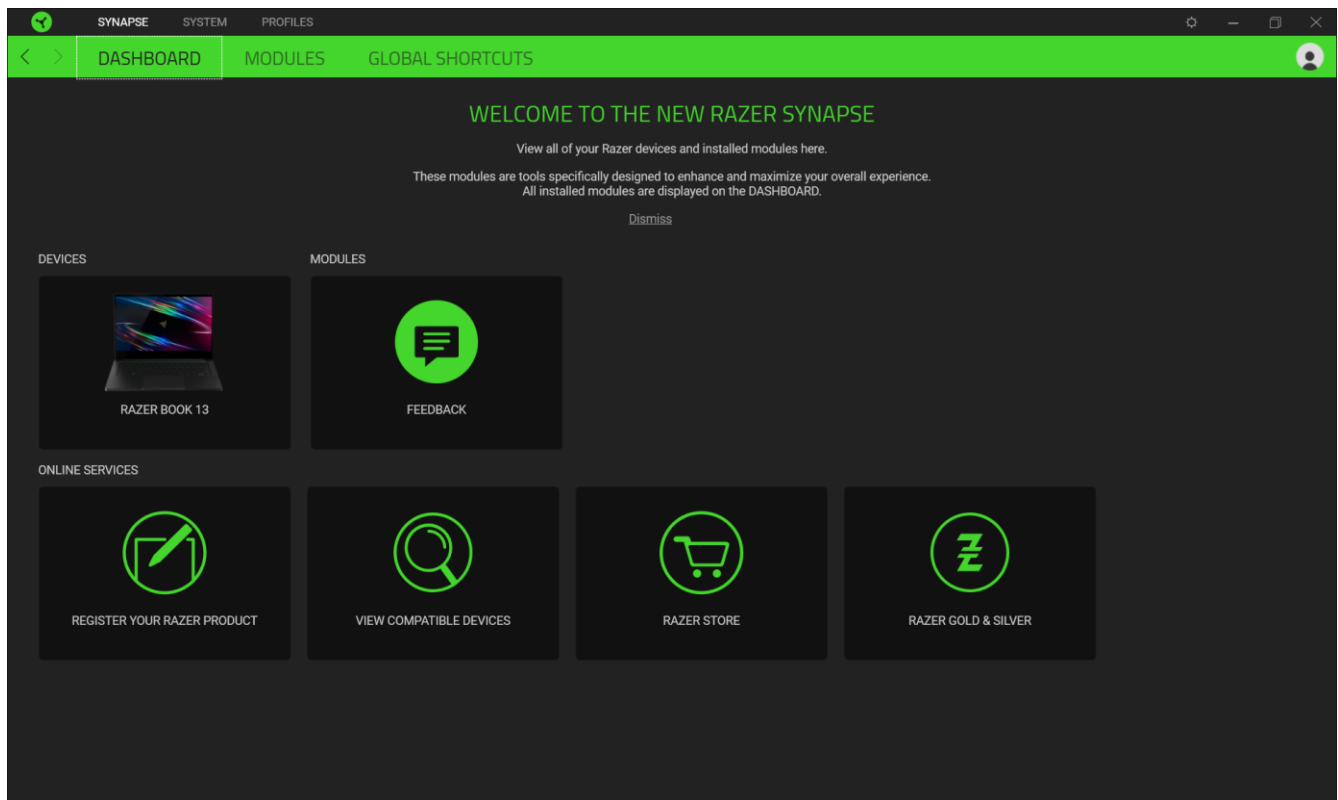 SYNAPSE SYSTEM PROFILES
DASHBOARD MODULES GLOBAL SHORTCUTS
WELCOME TO THE NEW RAZER SYNAPSE
View all of your Razer devices and installed modules here.
These modules are tools specifically designed to enhance and maximize your overall experience.
All installed modules are displayed on the DASHBOARD.
Dismiss
DEVICES MODULES
RAZER BOOK 13 FEEDBACK
ONLINE SERVICES
REGISTER YOUR RAZER PRODUCT VIEW COMPATIBLE DEVICES RAZER STORE RAZER GOLD & SILVER